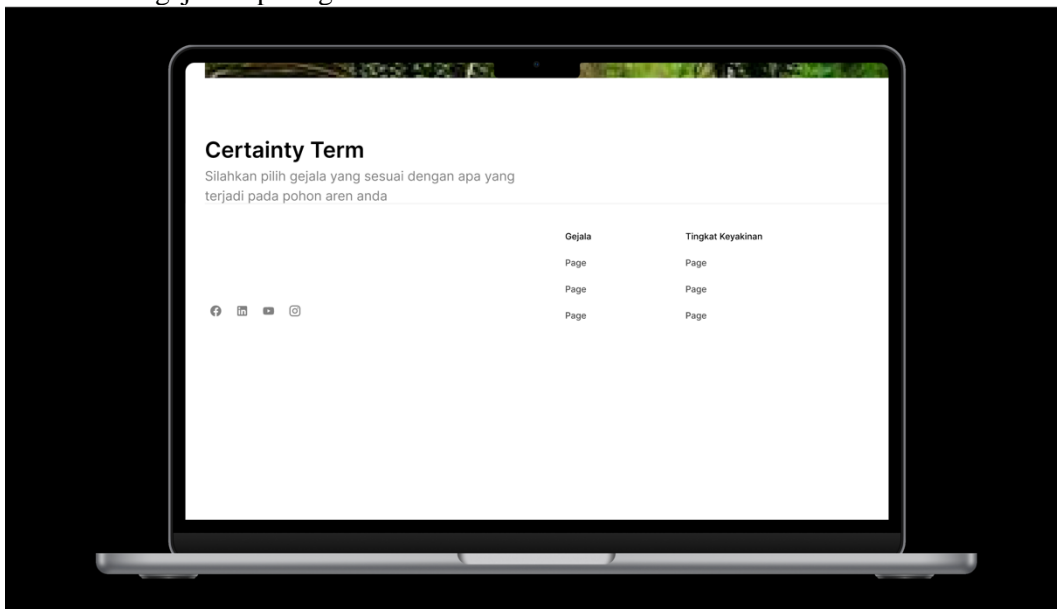 Certainty Term
Silahkan pilih gejala yang sesuai dengan apa yang
terjadi pada pohon aren anda
Gejala Tingkat Keyakinan
Page Page
Page Page
Page Page